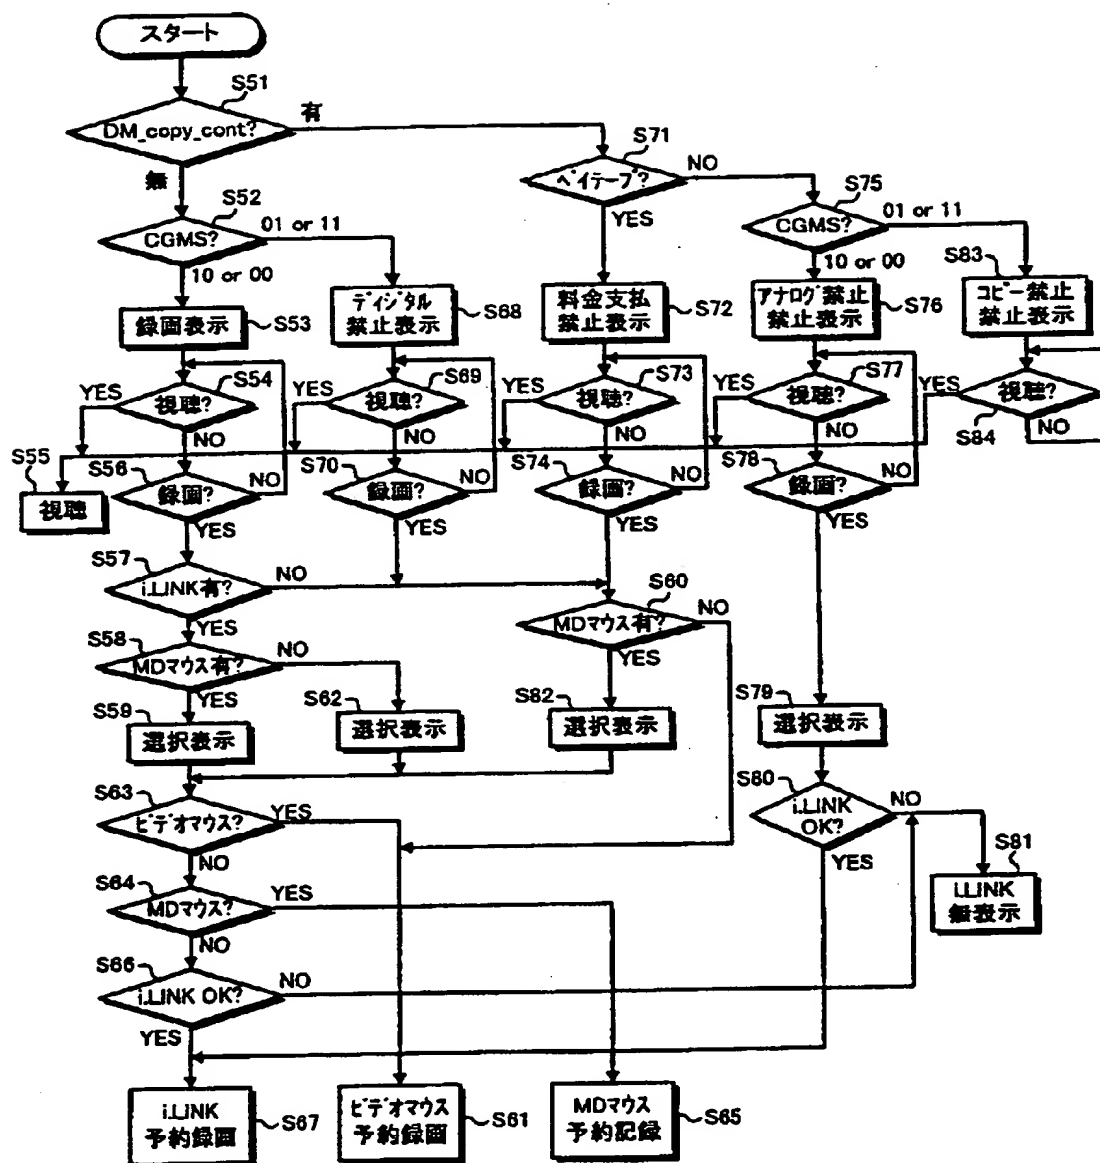 スタート
S51
DM_copy_cont?
有
無
S71
ペイテープ?
NO
YES
S52
CGMS?
01 or 11
10 or 00
S75
CGMS?
01 or 11
10 or 00
録画表示
S53
ディジタル
禁止表示
S68
料金支払
禁止表示
S72
アナログ禁止
禁止表示
S76
S83
コピー禁止
禁止表示
YES
S54
視聴?
NO
YES
S69
視聴?
NO
YES
S73
視聴?
NO
YES
S77
視聴?
NO
YES
視聴?
S84
NO
S55
視聴
S56
録画?
NO
YES
S70
録画?
NO
YES
S74
録画?
NO
YES
S78
録画?
NO
YES
S57
i.LINK有?
NO
YES
S60
MDマウス有?
NO
YES
S58
MDマウス有?
NO
YES
S59
選択表示
S62
選択表示
S82
選択表示
S79
選択表示
S63
ビデオマウス?
YES
NO
S80
i.LINK
OK?
NO
YES
S81
i.LINK
無表示
S64
MDマウス?
YES
NO
S66
i.LINK OK?
NO
YES
i.LINK
予約録画
S67
ビデオマウス
予約録画
S61
MDマウス
予約記録
S65